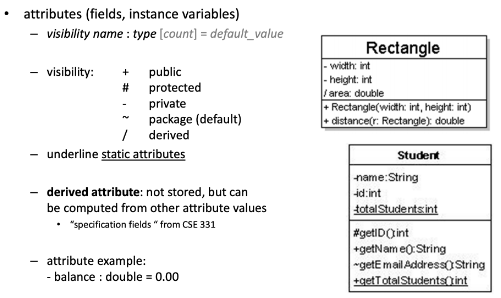 • attributes (fields, instance variables)
– visibility name : type [count] = default_value
– visibility: + public
# protected
- private
~ package (default)
/ derived
– underline static attributes
– derived attribute: not stored, but can
be computed from other attribute values
• “specification fields “ from CSE 331
– attribute example:
- balance : double = 0.00
Rectangle
- width: int
- height: int
/ area: double
+ Rectangle(width: int, height: int)
+ distance(r: Rectangle): double
Student
-name:String
-id:int
-totalStudents:int
#getID():int
+getName():String
~getEmailAddress():String
+getTotalStudents():int